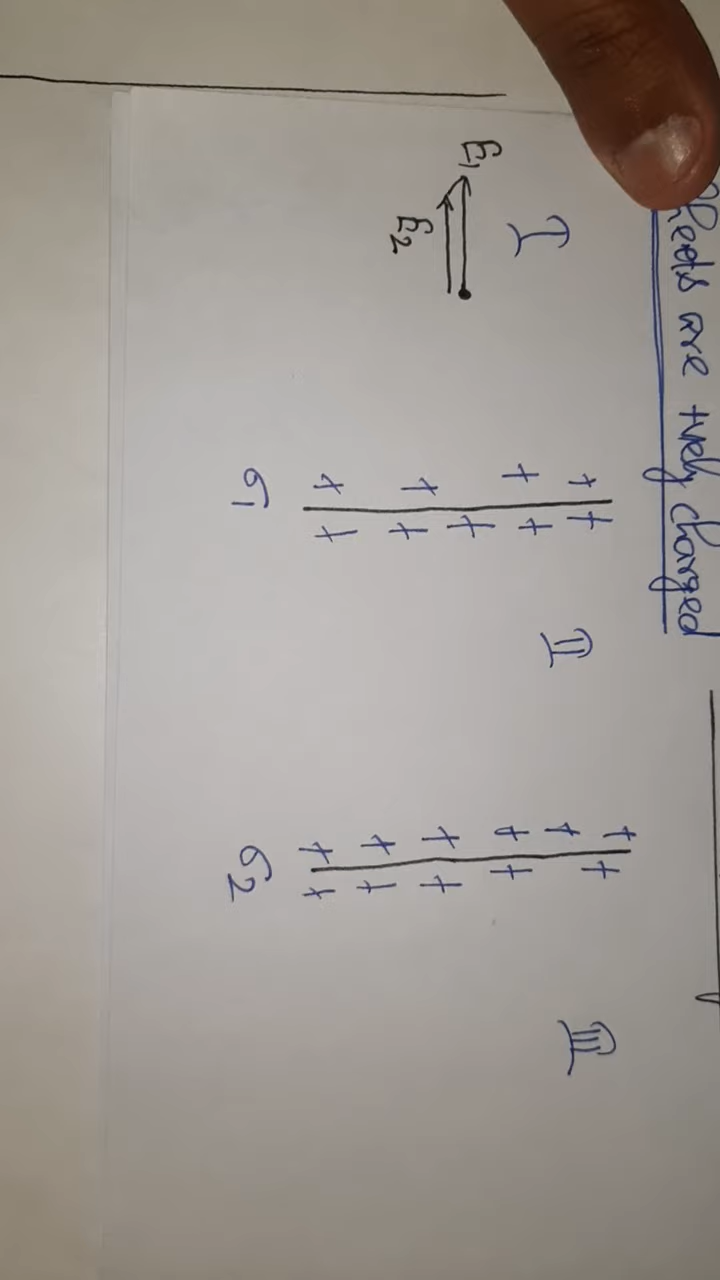 sheets are +vely charged
I
II
III
E1
E2
+ + + +
+ + + + +
+ + + + + +
+ + + + +
σ1
σ2